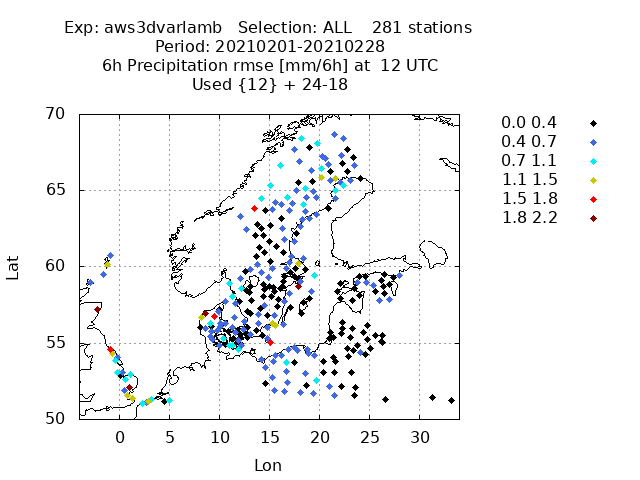 Exp: aws3dvarlamb   Selection: ALL    281 stations
Period: 20210201-20210228
6h Precipitation rmse [mm/6h] at  12 UTC
Used {12} + 24-18
70
65
60
55
50
Lat
0 5 10 15 20 25 30
Lon
0.0 0.4
0.4 0.7
0.7 1.1
1.1 1.5
1.5 1.8
1.8 2.2